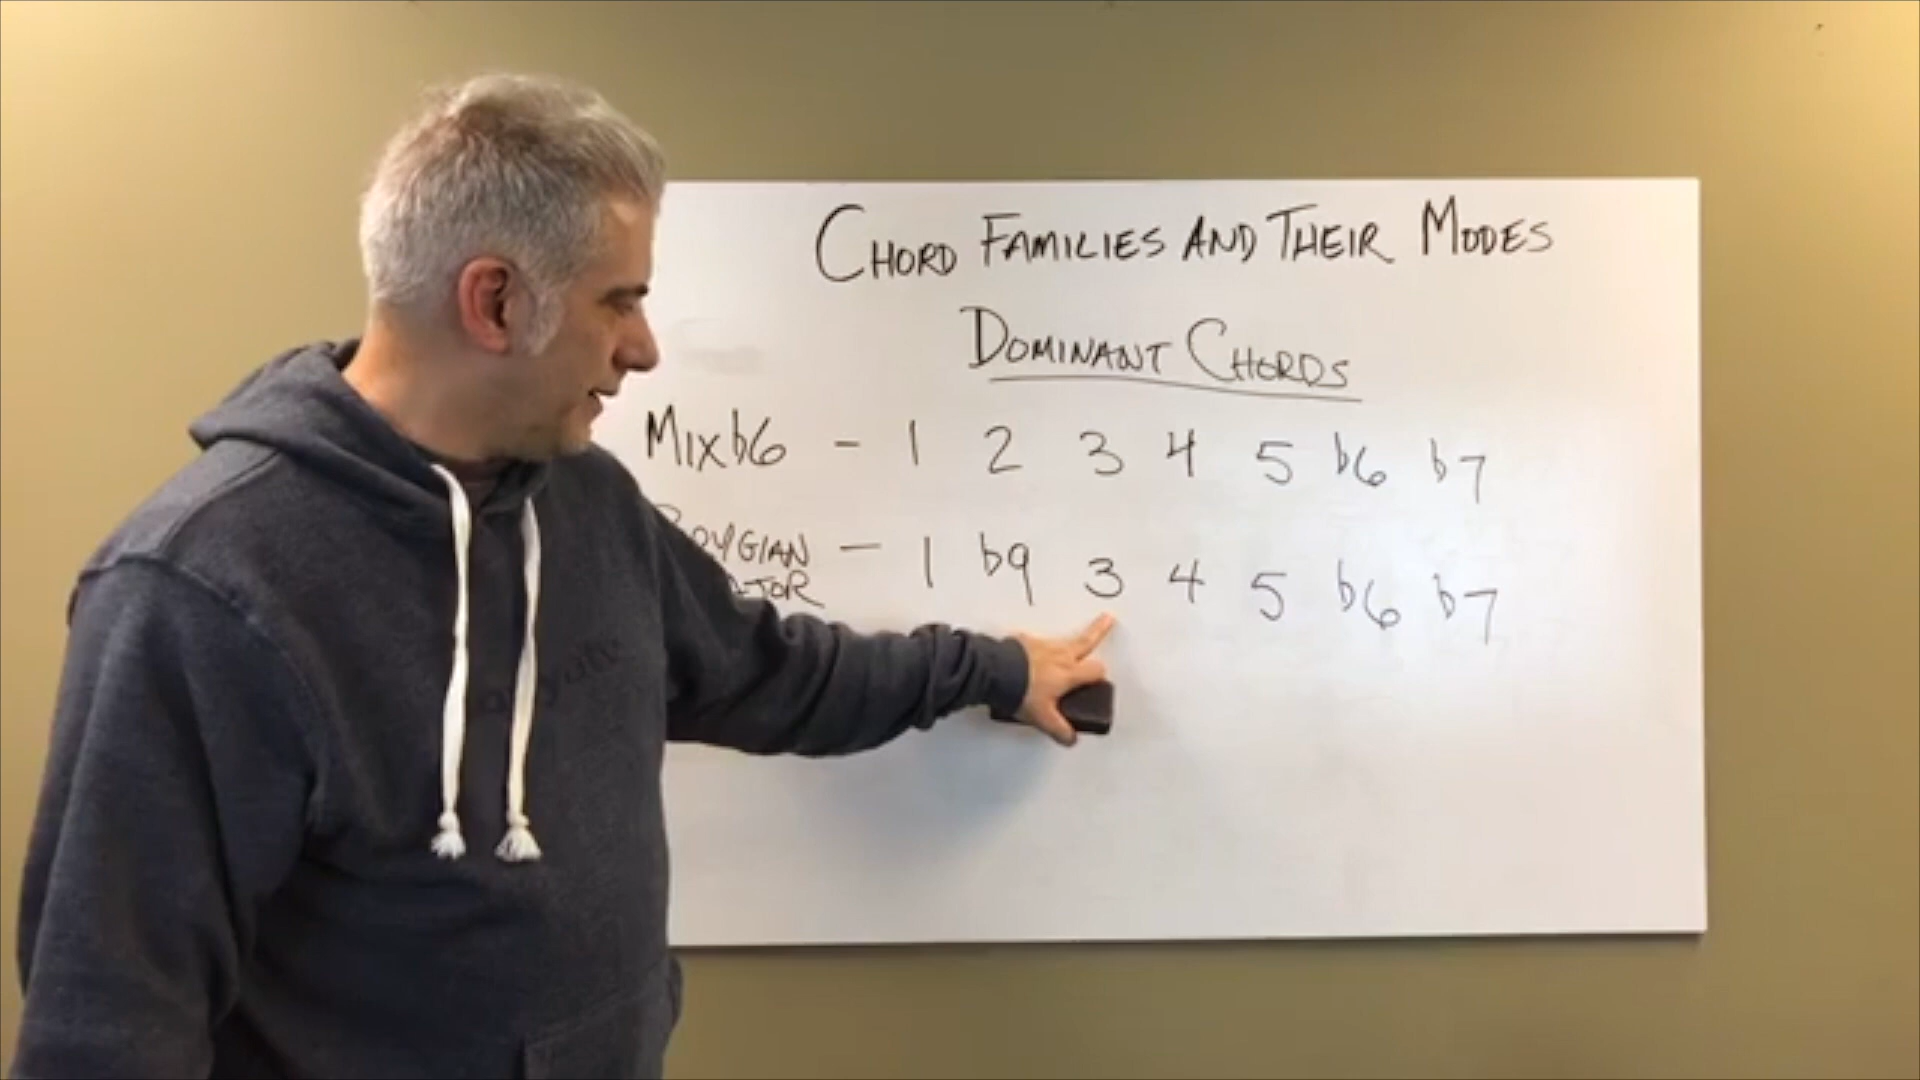 CHORD FAMILIES AND THEIR MODES
DOMINANT CHORDS
MIXb6 - 1 2 3 4 5 b6 b7
- 1 b9 3 4 5 b6 b7